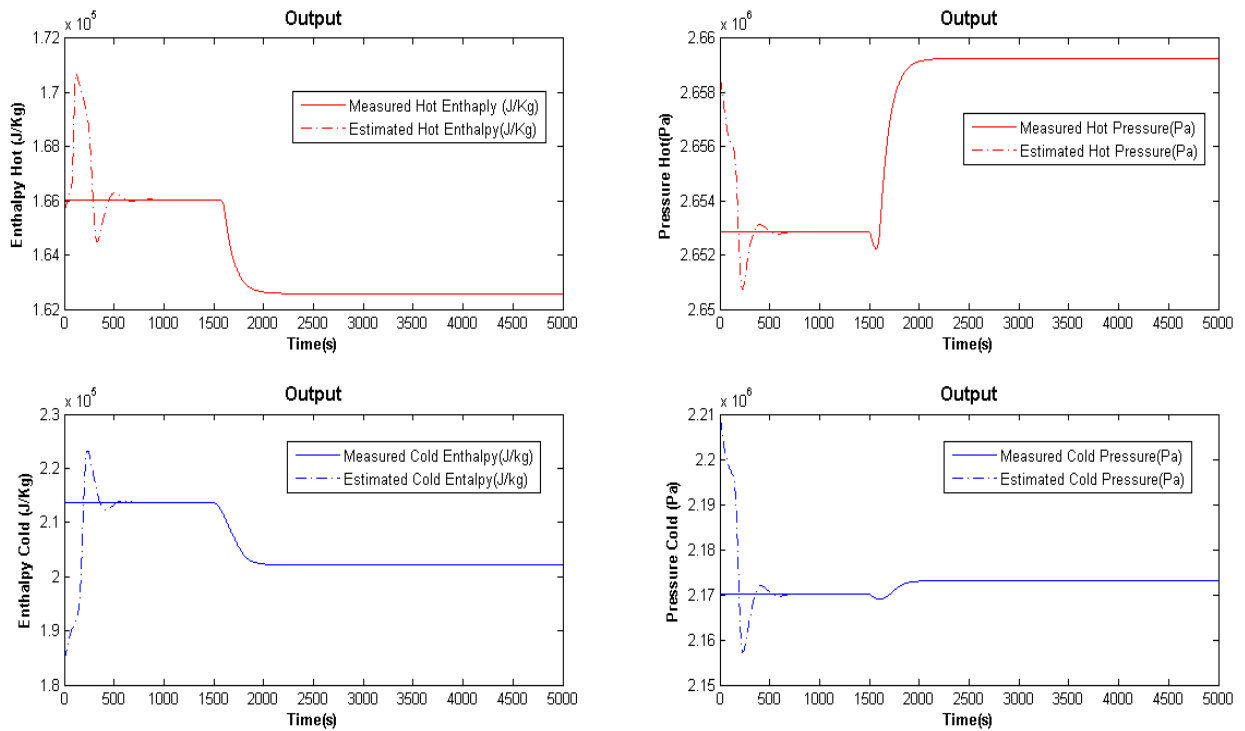 Output
x 10^5
1.72
1.7
1.68
1.66
1.64
1.62
Enthalpy Hot (J/Kg)
Measured Hot Enthaply (J/Kg)
Estimated Hot Enthalpy(J/Kg)
0 500 1000 1500 2000 2500 3000 3500 4000 4500 5000
Time(s)
Output
x 10^6
2.66
2.658
2.656
2.654
2.652
2.65
Pressure Hot(Pa)
Measured Hot Pressure(Pa)
Estimated Hot Pressure(Pa)
0 500 1000 1500 2000 2500 3000 3500 4000 4500 5000
Time(s)
Output
x 10^5
2.3
2.2
2.1
2
1.9
1.8
Enthalpy Cold (J/Kg)
Measured Cold Enthalpy(J/kg)
Estimated Cold Entalpy(J/kg)
0 500 1000 1500 2000 2500 3000 3500 4000 4500 5000
Time(s)
Output
x 10^6
2.21
2.2
2.19
2.18
2.17
2.16
2.15
Pressure Cold (Pa)
Measured Cold Pressure(Pa)
Estimated Cold Pressure(Pa)
0 500 1000 1500 2000 2500 3000 3500 4000 4500 5000
Time(s)